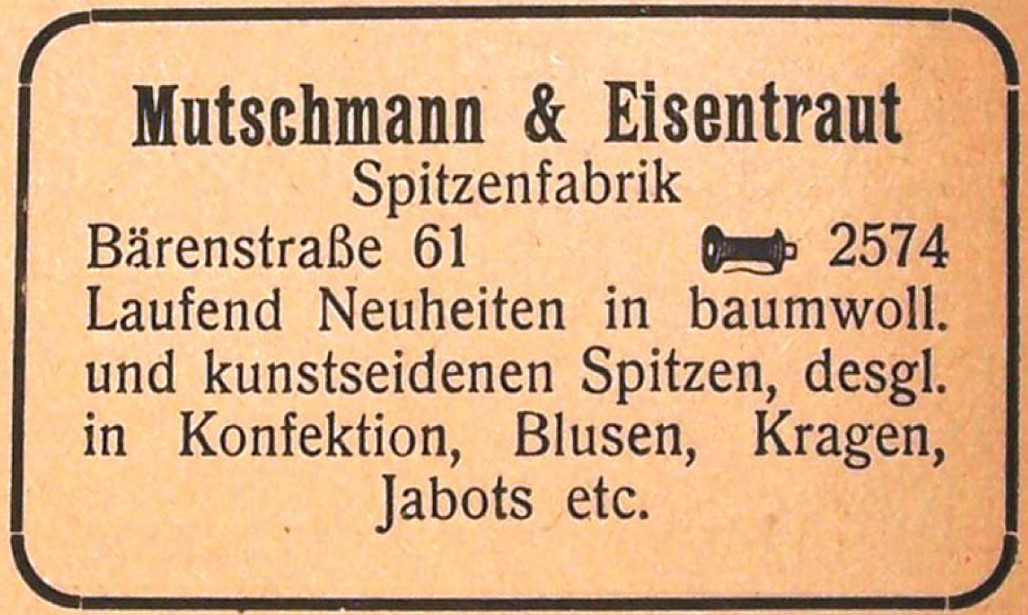 Mutschmann & Eisentraut
Spitzenfabrik
Bärenstraße 61 2574
Laufend Neuheiten in baumwoll.
und kunstseidenen Spitzen, desgl.
in Konfektion, Blusen, Kragen,
Jabots etc.